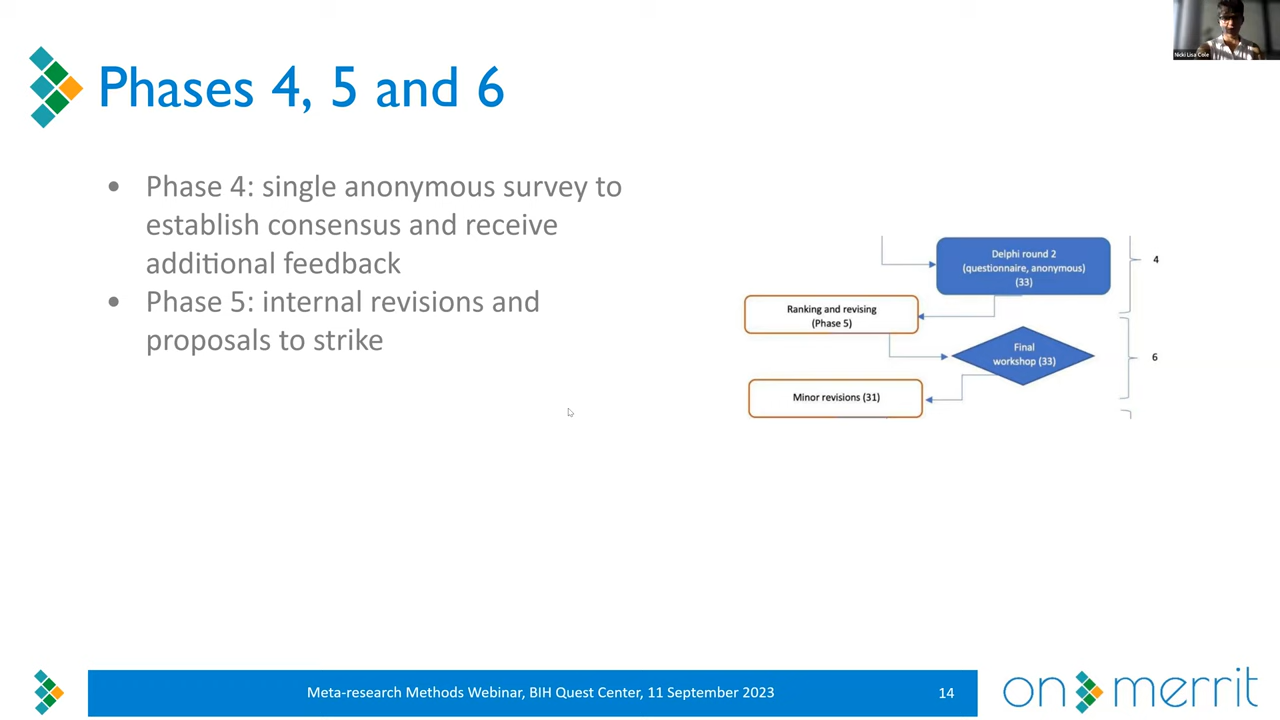 Nicki Lisa Cole
Phases 4, 5 and 6
• Phase 4: single anonymous survey to
establish consensus and receive
additional feedback
• Phase 5: internal revisions and
proposals to strike
Delphi round 2
(questionnaire, anonymous)
(33)
4
Ranking and revising
(Phase 5)
Final
workshop (33)
6
Minor revisions (31)
Meta-research Methods Webinar, BIH Quest Center, 11 September 2023
14
on merrit